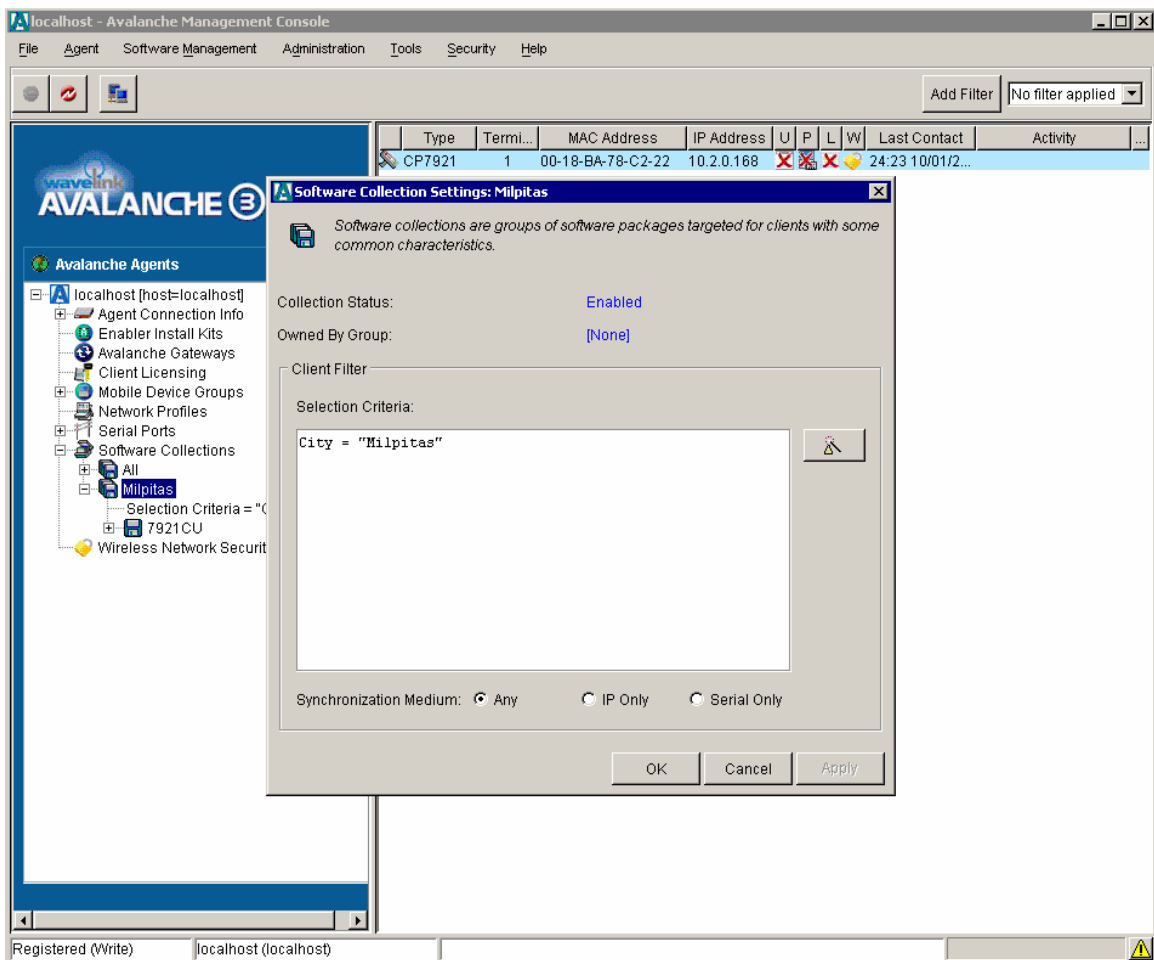 localhost - Avalanche Management Console
File Agent Software Management Administration Tools Security Help
Add Filter No filter applied
Type Termi... MAC Address IP Address U P L W Last Contact Activity ...
CP7921 1 00-18-BA-78-C2-22 10.2.0.168 24:23 10/01/2...
wavelink
AVALANCHE 3
Avalanche Agents
localhost [host=localhost]
Agent Connection Info
Enabler Install Kits
Avalanche Gateways
Client Licensing
Mobile Device Groups
Network Profiles
Serial Ports
Software Collections
All
Milpitas
Selection Criteria = "C
7921CU
Wireless Network Securit
Software Collection Settings: Milpitas
Software collections are groups of software packages targeted for clients with some
common characteristics.
Collection Status: Enabled
Owned By Group: [None]
Client Filter
Selection Criteria:
City = "Milpitas"
Synchronization Medium: Any IP Only Serial Only
OK Cancel Apply
Registered (Write) localhost (localhost)